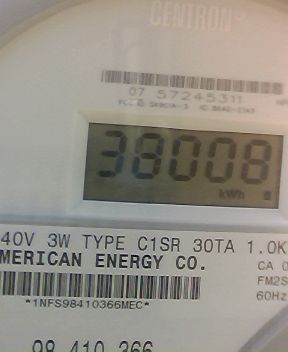 CENTRON®
07 57245311
38008
kWh
40V 3W TYPE C1SR 30TA 1.0K
MERICAN ENERGY CO.
CA 0
FM2S
60Hz
*1NFS98410366MEC*
98 410 366